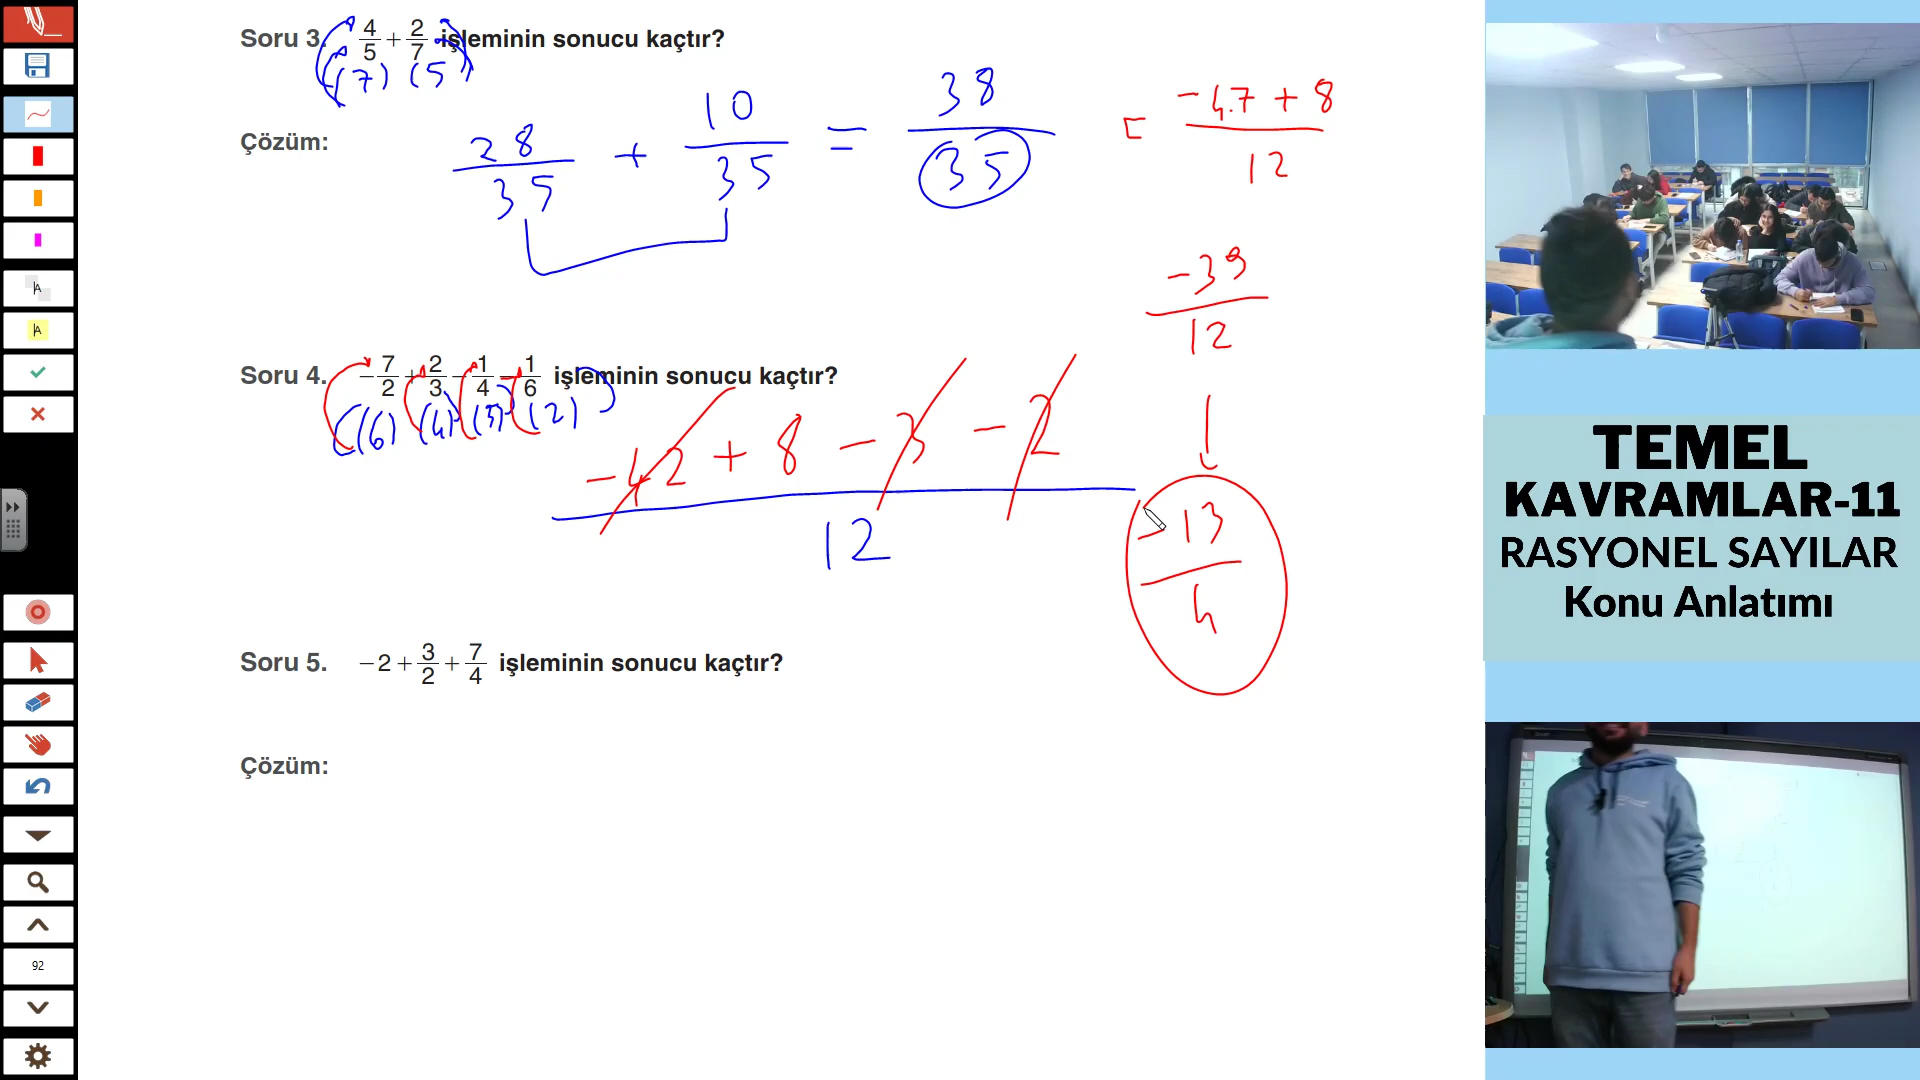 Soru 3. 4/5 + 2/7 işleminin sonucu kaçtır?
(7) (5)
Çözüm:
28/35 + 10/35 = 38/35
= -47 + 8 / 12
-39/12
-13/4
Soru 4. -7/2 + 2/3 - 1/4 - 1/6 işleminin sonucu kaçtır?
(6) (4) (3) (2)
-42 + 8 - 3 - 2 / 12
Soru 5. -2 + 3/2 + 7/4 işleminin sonucu kaçtır?
Çözüm:
92
TEMEL
KAVRAMLAR-11
RASYONEL SAYILAR
Konu Anlatımı